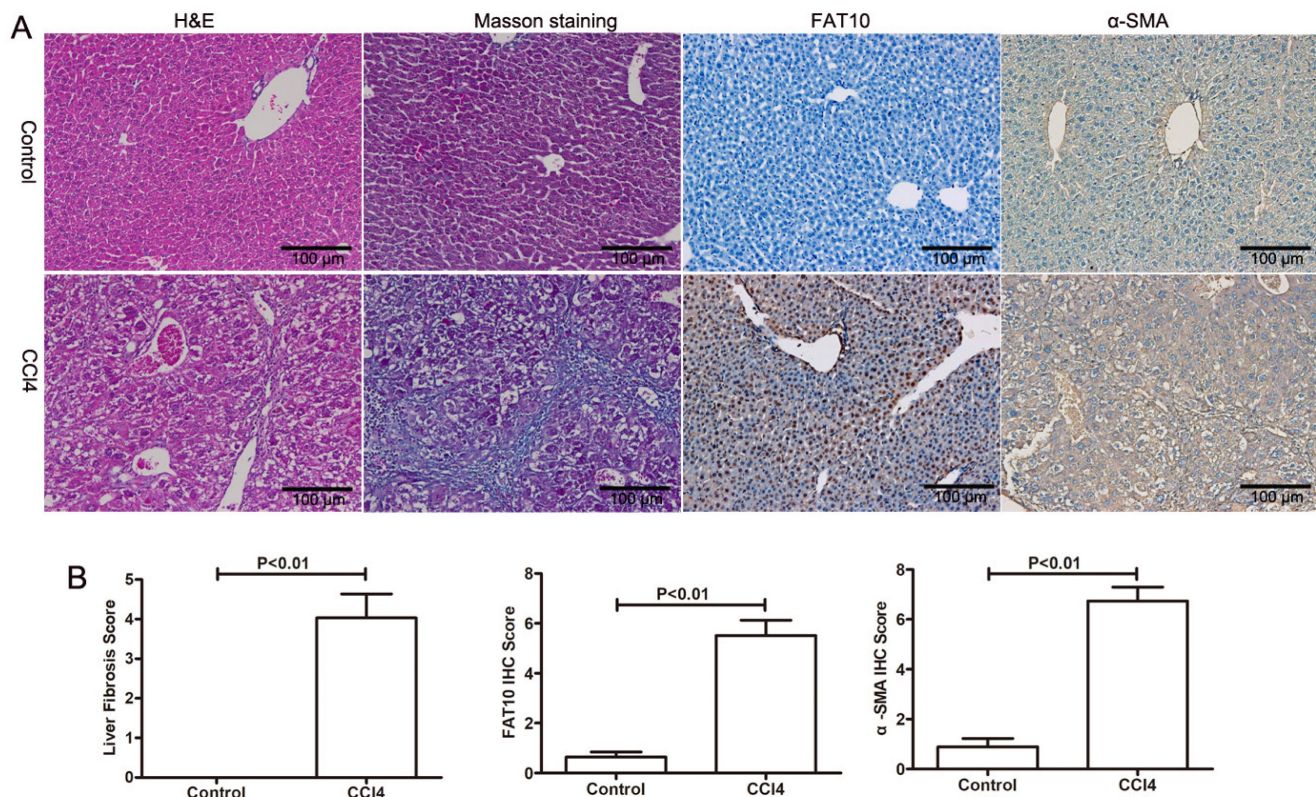 A
H&E
Masson staining
FAT10
α-SMA
Control
100 μm
100 μm
100 μm
100 μm
CCl4
100 μm
100 μm
100 μm
100 μm
B
P<0.01
Liver Fibrosis Score
5
4
3
2
1
0
Control
CCl4
P<0.01
FAT10 IHC Score
8
6
4
2
0
Control
CCl4
P<0.01
α -SMA IHC Score
8
6
4
2
0
Control
CCl4